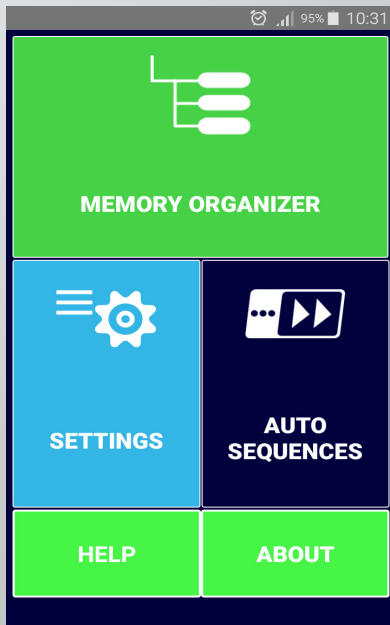 95% 10:31
MEMORY ORGANIZER
SETTINGS
AUTO
SEQUENCES
HELP
ABOUT